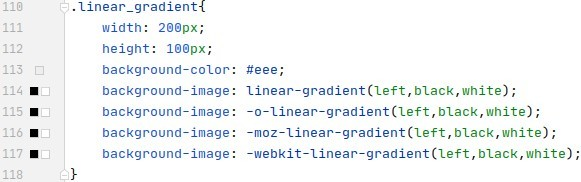 110 .linear_gradient{
111 width: 200px;
112 height: 100px;
113 background-color: #eee;
114 background-image: linear-gradient(left,black,white);
115 background-image: -o-linear-gradient(left,black,white);
116 background-image: -moz-linear-gradient(left,black,white);
117 background-image: -webkit-linear-gradient(left,black,white);
118 }